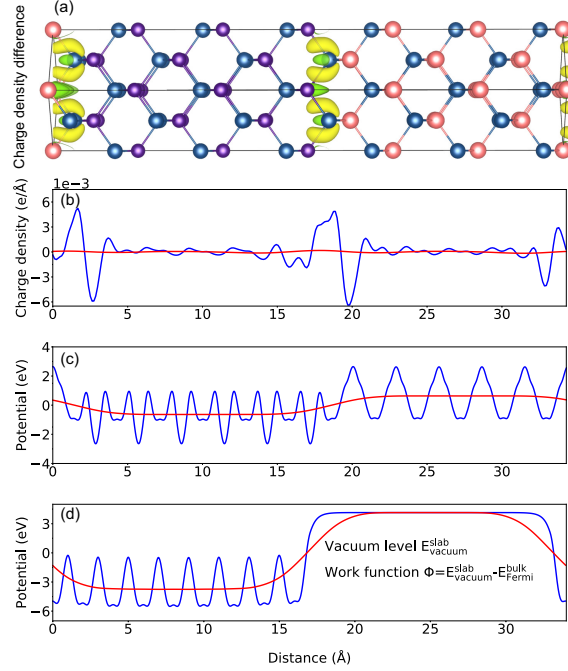 (a)
Charge density difference
1e−3
(b)
Charge density (e/Å)
3
0
−3
−6
0 5 10 15 20 25 30
(c)
Potential (eV)
4
2
0
−2
−4
0 5 10 15 20 25 30
(d)
Potential (eV)
3
0
−3
−6
Vacuum level E^slab_vacuum
Work function Φ=E^slab_vacuum-E^bulk_Fermi
0 5 10 15 20 25 30
Distance (Å)